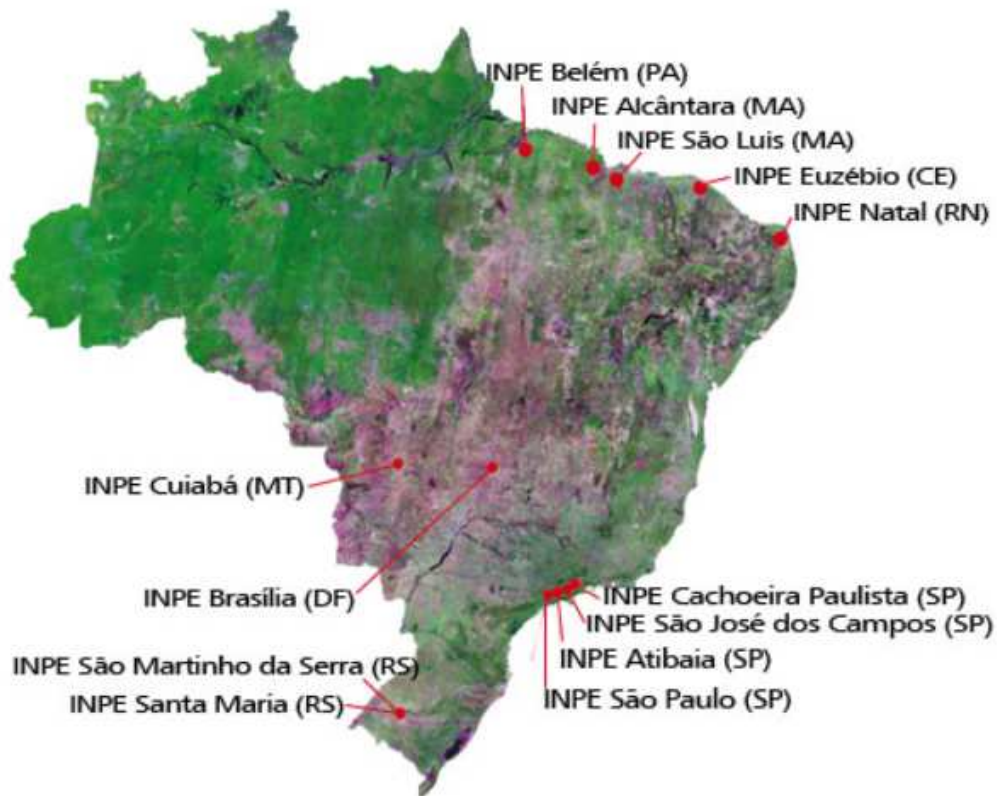 INPE Belém (PA)
INPE Alcântara (MA)
INPE São Luis (MA)
INPE Euzébio (CE)
INPE Natal (RN)
INPE Cuiabá (MT)
INPE Brasília (DF)
INPE Cachoeira Paulista (SP)
INPE São José dos Campos (SP)
INPE Atibaia (SP)
INPE São Martinho da Serra (RS)
INPE São Paulo (SP)
INPE Santa Maria (RS)